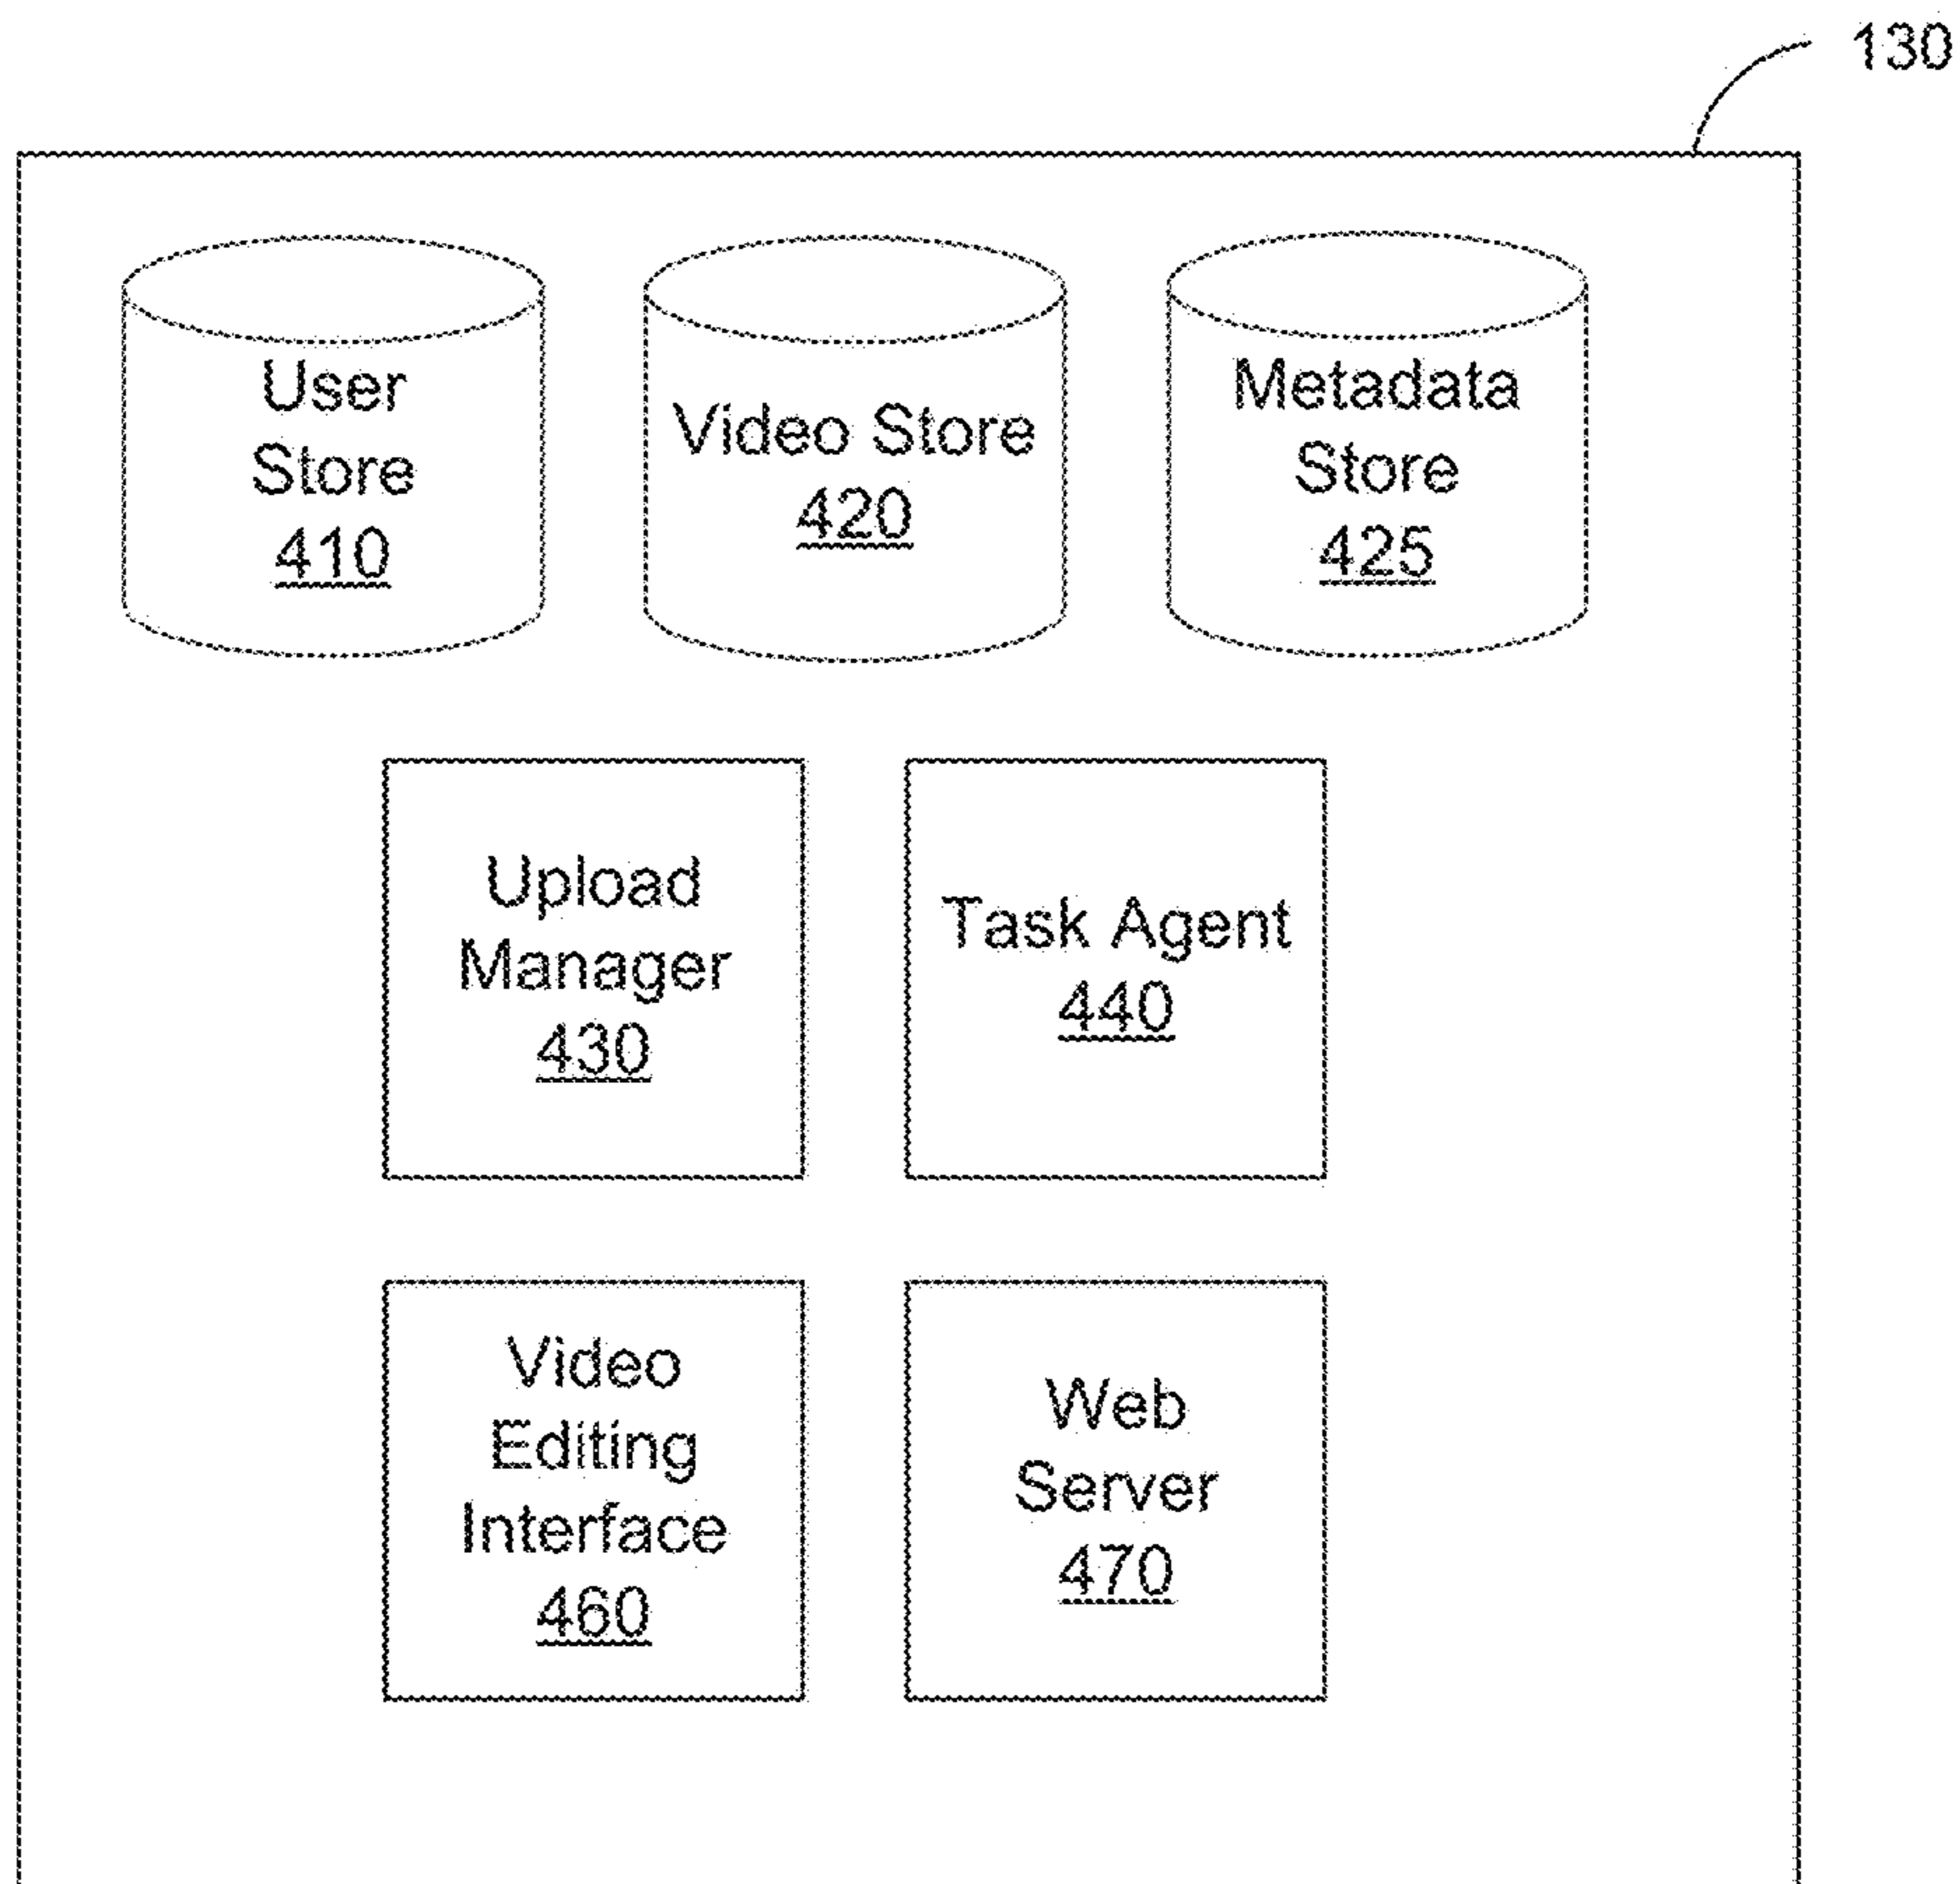 130
User
Store
410
Video Store
420
Metadata
Store
425
Upload
Manager
430
Task Agent
440
Video
Editing
Interface
460
Web
Server
470